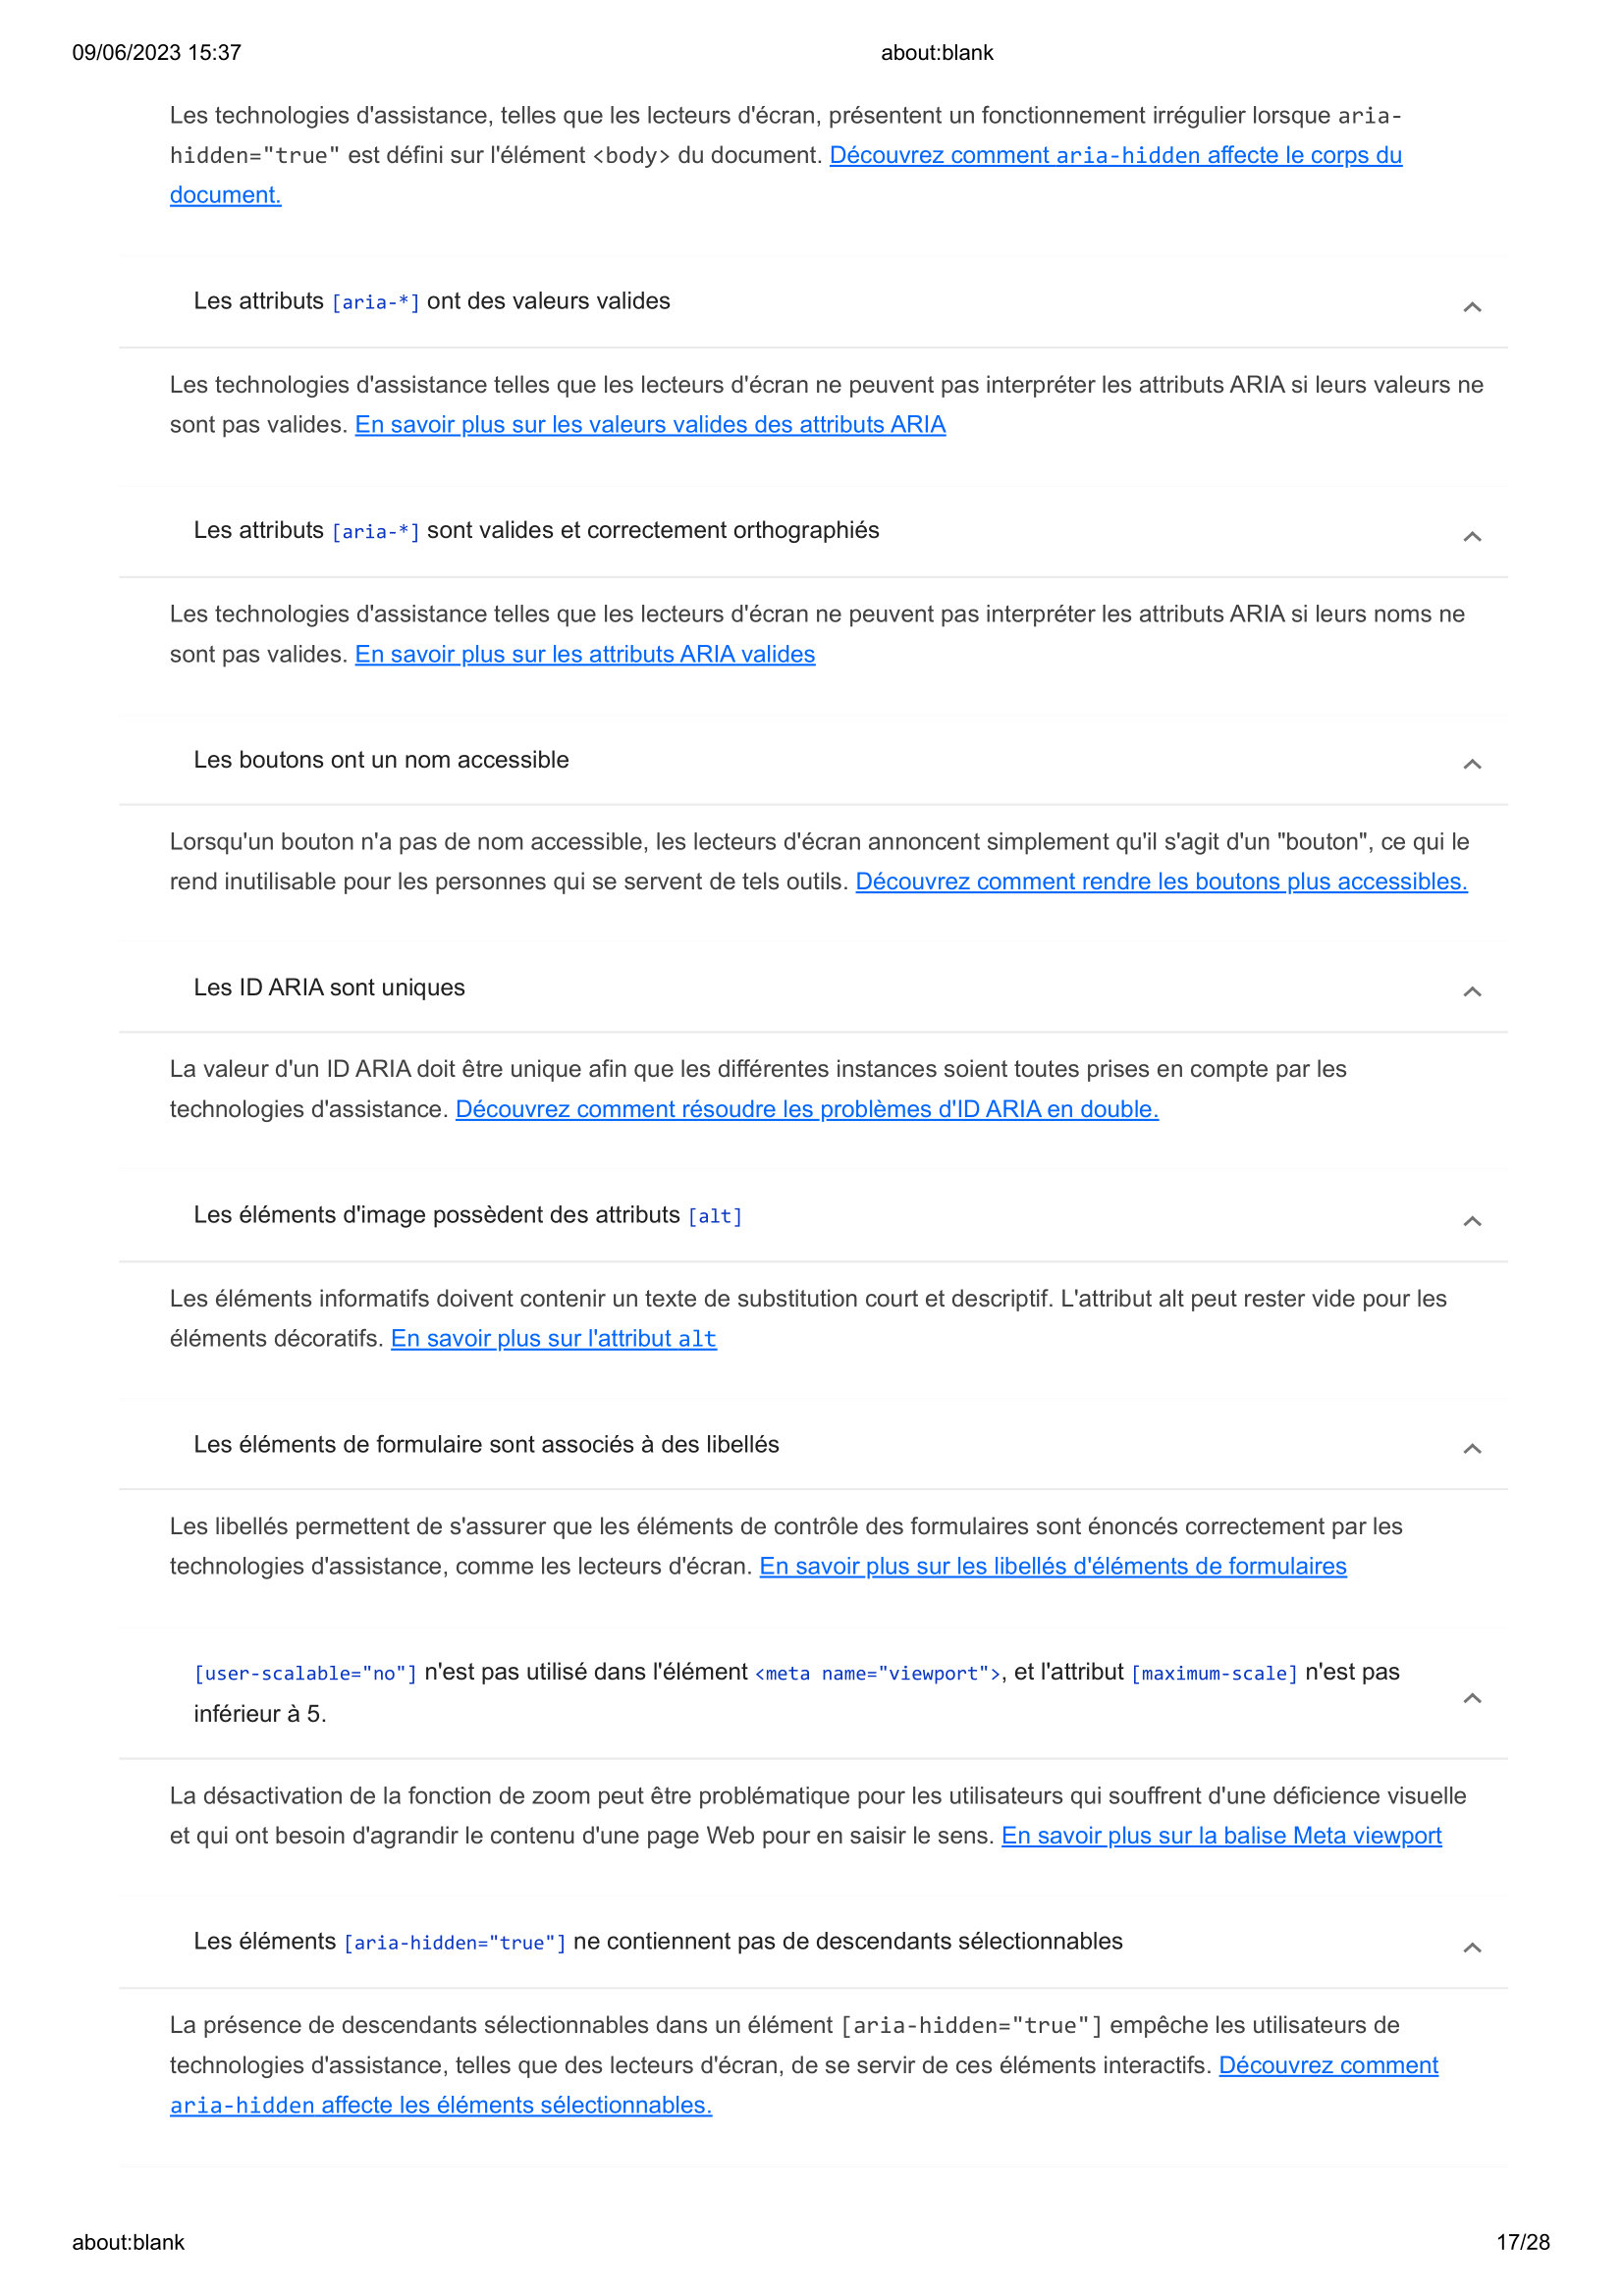 09/06/2023 15:37
about:blank
Les technologies d'assistance, telles que les lecteurs d'écran, présentent un fonctionnement irrégulier lorsque aria-
hidden="true" est défini sur l'élément <body> du document. Découvrez comment aria-hidden affecte le corps du
document.
Les attributs [aria-*] ont des valeurs valides
Les technologies d'assistance telles que les lecteurs d'écran ne peuvent pas interpréter les attributs ARIA si leurs valeurs ne
sont pas valides. En savoir plus sur les valeurs valides des attributs ARIA
Les attributs [aria-*] sont valides et correctement orthographiés
Les technologies d'assistance telles que les lecteurs d'écran ne peuvent pas interpréter les attributs ARIA si leurs noms ne
sont pas valides. En savoir plus sur les attributs ARIA valides
Les boutons ont un nom accessible
Lorsqu'un bouton n'a pas de nom accessible, les lecteurs d'écran annoncent simplement qu'il s'agit d'un "bouton", ce qui le
rend inutilisable pour les personnes qui se servent de tels outils. Découvrez comment rendre les boutons plus accessibles.
Les ID ARIA sont uniques
La valeur d'un ID ARIA doit être unique afin que les différentes instances soient toutes prises en compte par les
technologies d'assistance. Découvrez comment résoudre les problèmes d'ID ARIA en double.
Les éléments d'image possèdent des attributs [alt]
Les éléments informatifs doivent contenir un texte de substitution court et descriptif. L'attribut alt peut rester vide pour les
éléments décoratifs. En savoir plus sur l'attribut alt
Les éléments de formulaire sont associés à des libellés
Les libellés permettent de s'assurer que les éléments de contrôle des formulaires sont énoncés correctement par les
technologies d'assistance, comme les lecteurs d'écran. En savoir plus sur les libellés d'éléments de formulaires
[user-scalable="no"] n'est pas utilisé dans l'élément <meta name="viewport">, et l'attribut [maximum-scale] n'est pas
inférieur à 5.
La désactivation de la fonction de zoom peut être problématique pour les utilisateurs qui souffrent d'une déficience visuelle
et qui ont besoin d'agrandir le contenu d'une page Web pour en saisir le sens. En savoir plus sur la balise Meta viewport
Les éléments [aria-hidden="true"] ne contiennent pas de descendants sélectionnables
La présence de descendants sélectionnables dans un élément [aria-hidden="true"] empêche les utilisateurs de
technologies d'assistance, telles que des lecteurs d'écran, de se servir de ces éléments interactifs. Découvrez comment
aria-hidden affecte les éléments sélectionnables.
about:blank
17/28